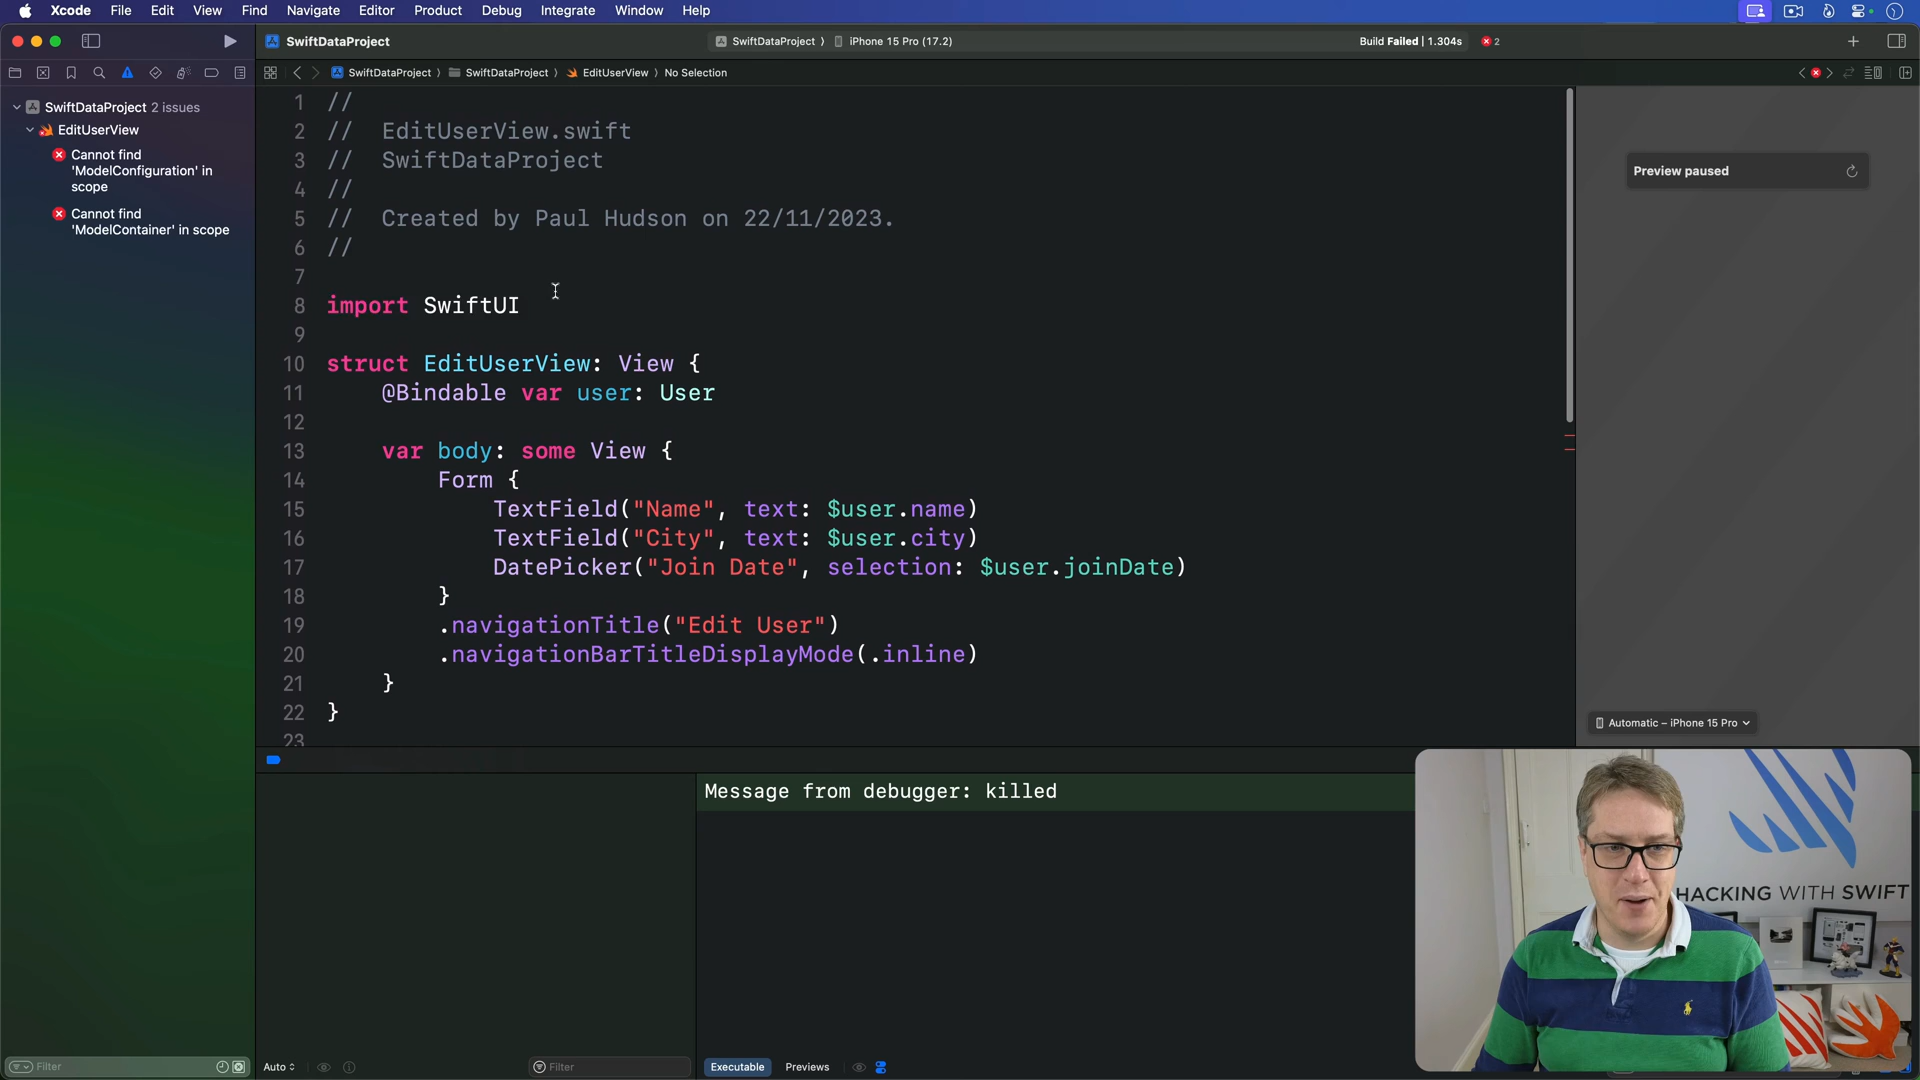 Xcode File Edit View Find Navigate Editor Product Debug Integrate Window Help
SwiftDataProject
SwiftDataProject iPhone 15 Pro (17.2)
Build Failed | 1.304s 2
SwiftDataProject SwiftDataProject EditUserView No Selection
SwiftDataProject 2 issues
EditUserView
Cannot find
'ModelConfiguration' in
scope
Cannot find
'ModelContainer' in scope
1 //
2 // EditUserView.swift
3 // SwiftDataProject
4 //
5 // Created by Paul Hudson on 22/11/2023.
6 //
7
8 import SwiftUI
9
10 struct EditUserView: View {
11 @Bindable var user: User
12
13 var body: some View {
14 Form {
15 TextField("Name", text: $user.name)
16 TextField("City", text: $user.city)
17 DatePicker("Join Date", selection: $user.joinDate)
18 }
19 .navigationTitle("Edit User")
20 .navigationBarTitleDisplayMode(.inline)
21 }
22 }
23
Preview paused
Automatic – iPhone 15 Pro
Message from debugger: killed
HACKING WITH SWIFT
Filter
Auto
Filter
Executable Previews